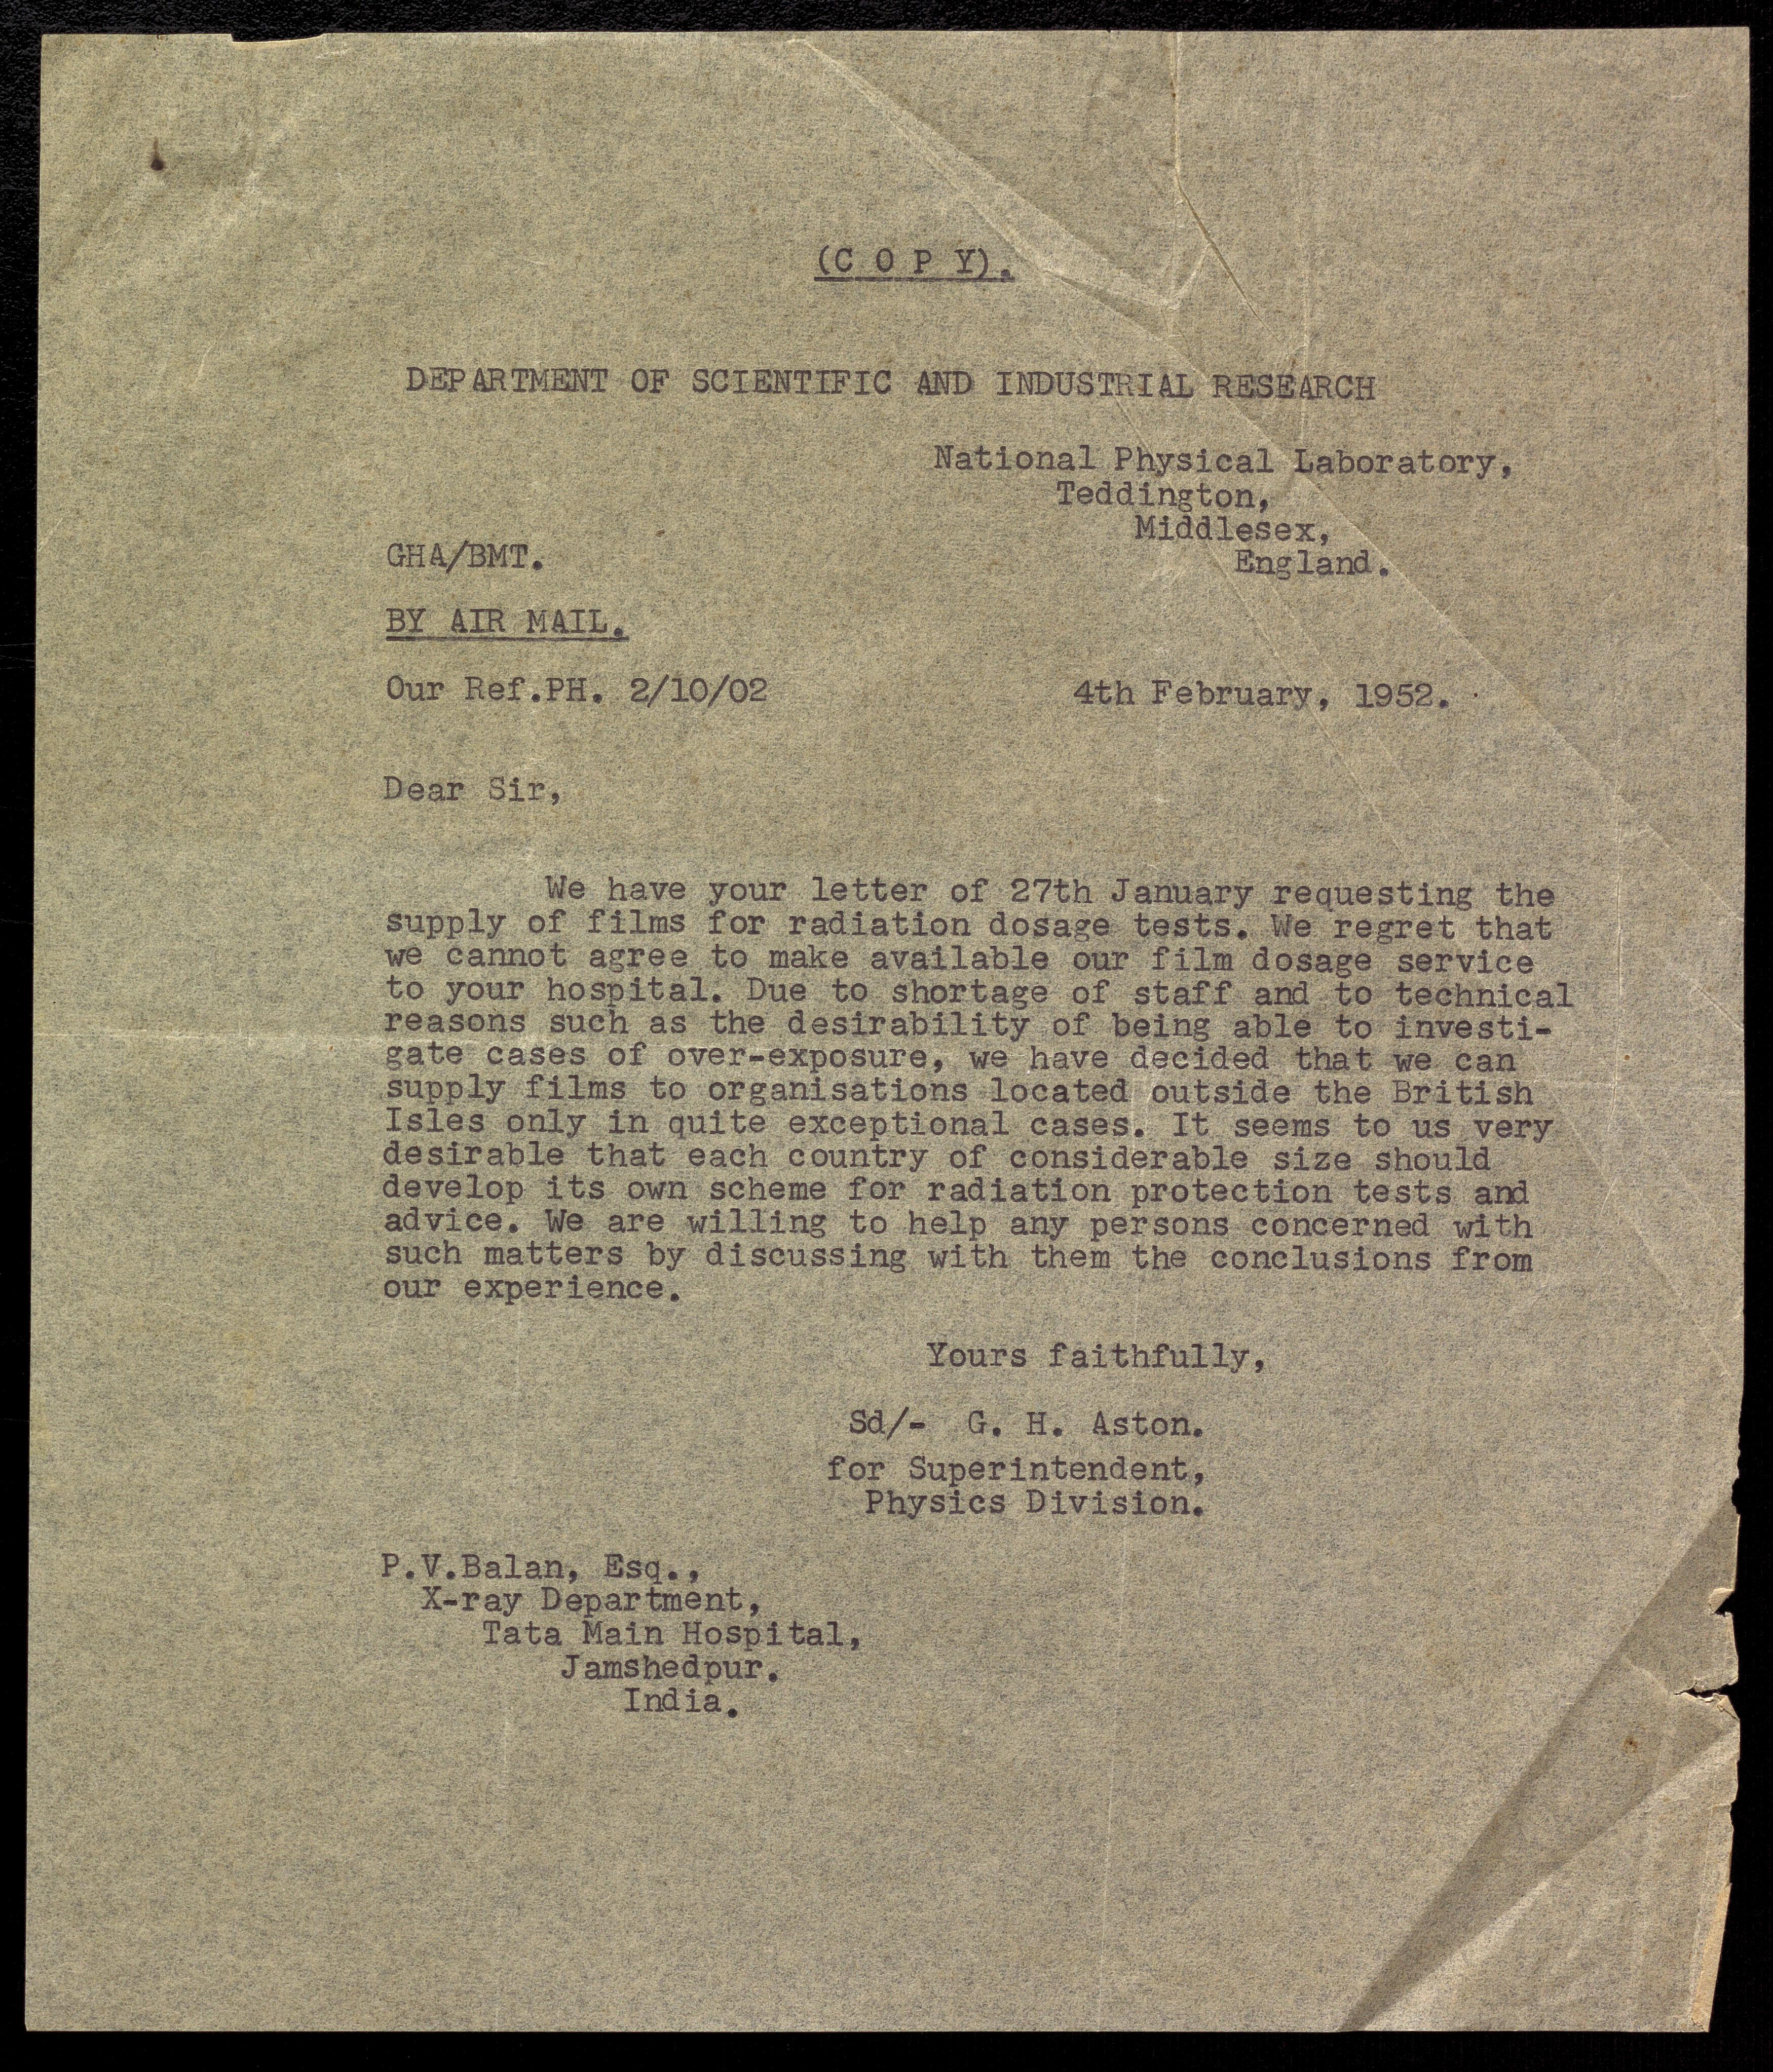 (C O P Y).
DEPARTMENT OF SCIENTIFIC AND INDUSTRIAL RESEARCH
National Physical Laboratory,
Teddington,
Middlesex,
England.
GHA/BMT.
BY AIR MAIL.
Our Ref.PH. 2/10/02
4th February, 1952.
Dear Sir,
We have your letter of 27th January requesting the
supply of films for radiation dosage tests. We regret that
we cannot agree to make available our film dosage service
to your hospital. Due to shortage of staff and to technical
reasons such as the desirability of being able to investi-
gate cases of over-exposure, we have decided that we can
supply films to organisations located outside the British
Isles only in quite exceptional cases. It seems to us very
desirable that each country of considerable size should
develop its own scheme for radiation protection tests and
advice. We are willing to help any persons concerned with
such matters by discussing with them the conclusions from
our experience.
Yours faithfully,
Sd/- G. H. Aston.
for Superintendent,
Physics Division.
P.V.Balan, Esq.,
X-ray Department,
Tata Main Hospital,
Jamshedpur.
India.